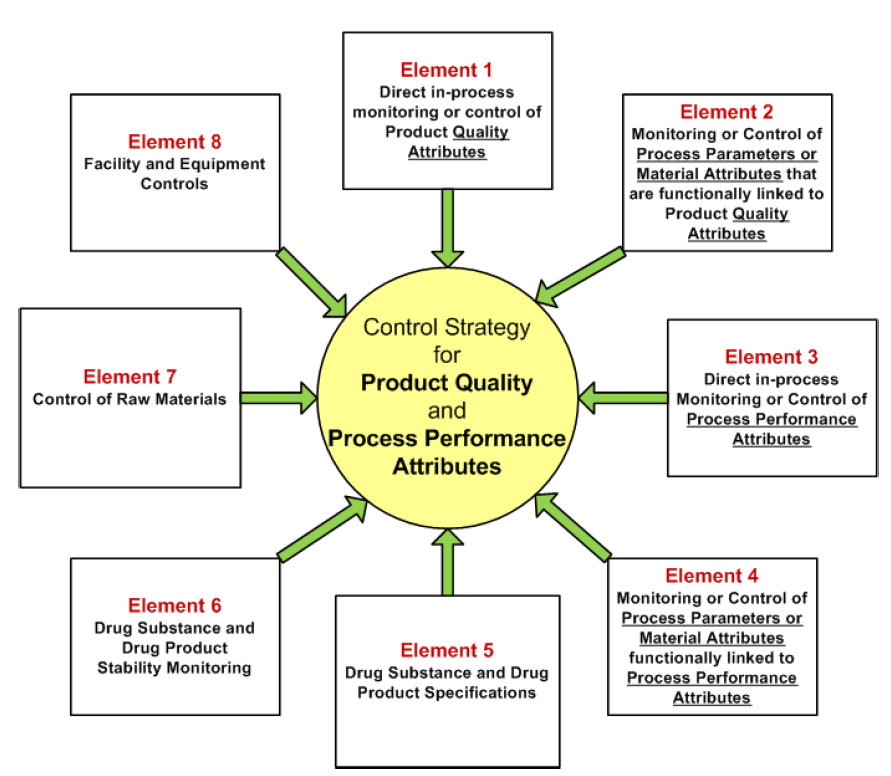 Element 1
Direct in-process
monitoring or control of
Product Quality
Attributes
Element 2
Monitoring or Control of
Process Parameters or
Material Attributes that
are functionally linked to
Product Quality
Attributes
Element 3
Direct in-process
Monitoring or Control of
Process Performance
Attributes
Element 4
Monitoring or Control of
Process Parameters or
Material Attributes
functionally linked to
Process Performance
Attributes
Element 5
Drug Substance and Drug
Product Specifications
Element 6
Drug Substance and
Drug Product
Stability Monitoring
Element 7
Control of Raw Materials
Element 8
Facility and Equipment
Controls
Control Strategy
for
Product Quality
and
Process Performance
Attributes